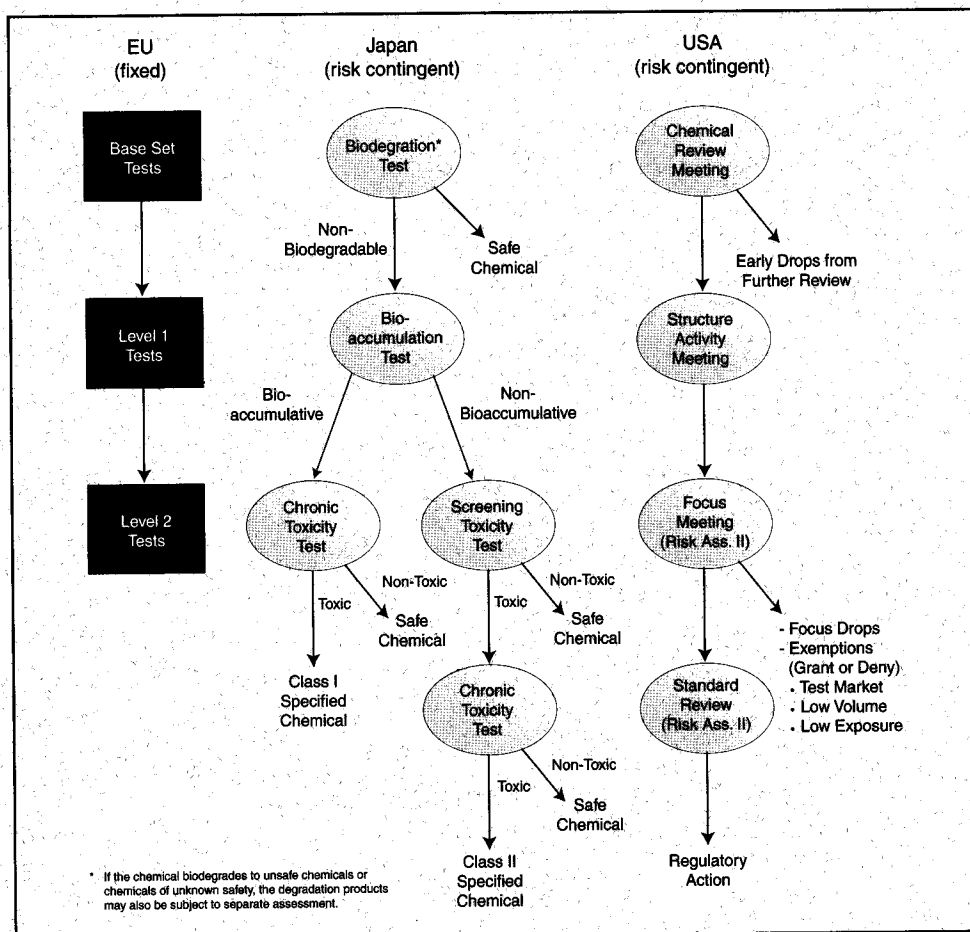 EU
(fixed)
Base Set
Tests
Level 1
Tests
Level 2
Tests
Japan
(risk contingent)
Biodegration*
Test
Non-
Biodegradable
Safe
Chemical
Bio-
accumulation
Test
Bio-
accumulative
Non-
Bioaccumulative
Chronic
Toxicity
Test
Toxic
Non-Toxic
Safe
Chemical
Class I
Specified
Chemical
Screening
Toxicity
Test
Toxic
Non-Toxic
Safe
Chemical
Chronic
Toxicity
Test
Toxic
Non-Toxic
Safe
Chemical
Class II
Specified
Chemical
USA
(risk contingent)
Chemical
Review
Meeting
Early Drops from
Further Review
Structure
Activity
Meeting
Focus
Meeting
(Risk Ass. II)
- Focus Drops
- Exemptions
(Grant or Deny)
• Test Market
• Low Volume
• Low Exposure
Standard
Review
(Risk Ass. II)
Regulatory
Action
* If the chemical biodegrades to unsafe chemicals or
chemicals of unknown safety, the degradation products
may also be subject to separate assessment.